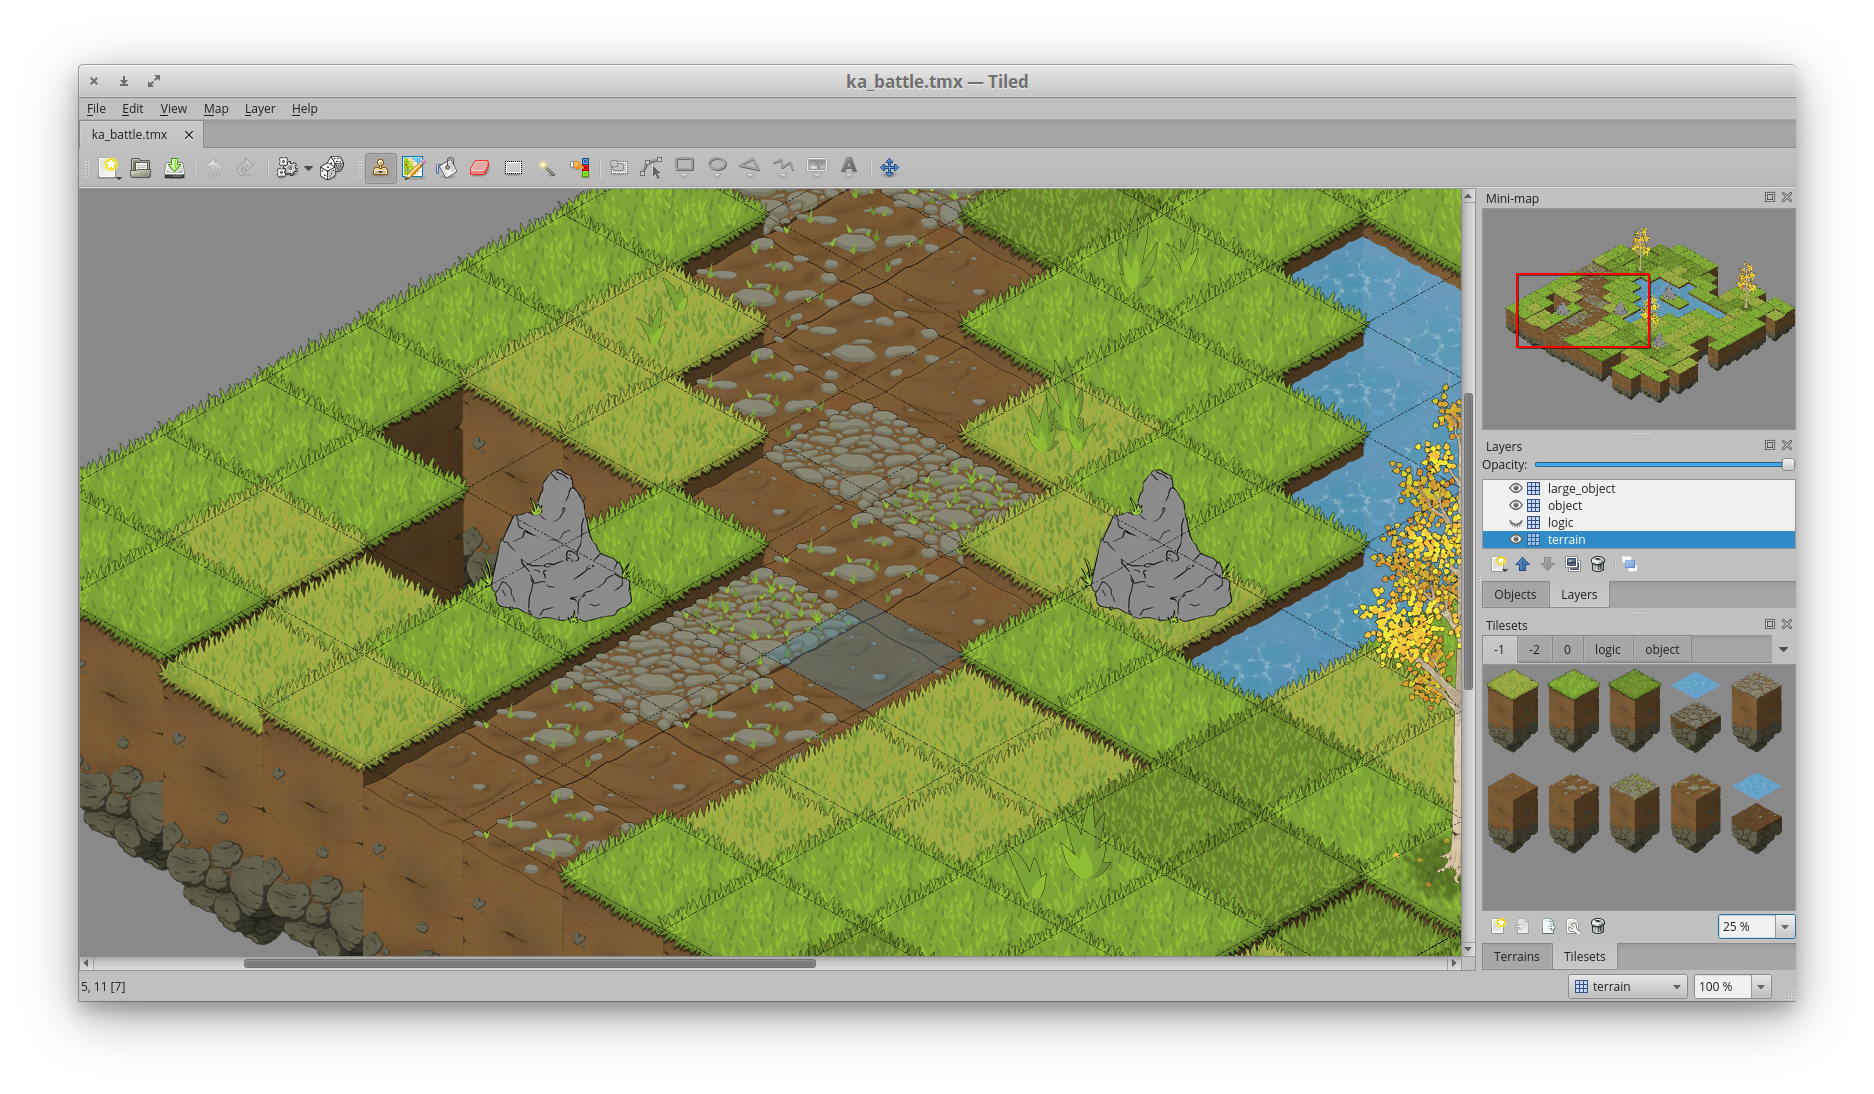 ka_battle.tmx — Tiled
File Edit View Map Layer Help
ka_battle.tmx
Mini-map
Layers
Opacity:
large_object
object
logic
terrain
Objects Layers
Tilesets
-1 -2 0 logic object
25 %
Terrains Tilesets
5, 11 [7]
terrain 100 %